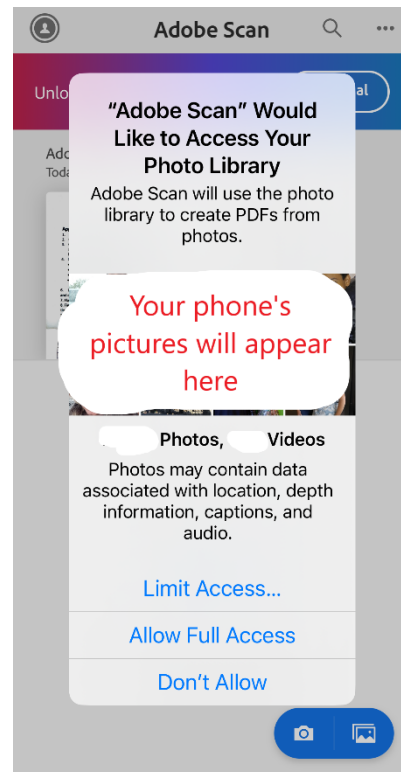 Adobe Scan
Unlo
al
Ado
Toda
“Adobe Scan” Would
Like to Access Your
Photo Library
Adobe Scan will use the photo
library to create PDFs from
photos.
Your phone's
pictures will appear
here
Photos, Videos
Photos may contain data
associated with location, depth
information, captions, and
audio.
Limit Access...
Allow Full Access
Don’t Allow